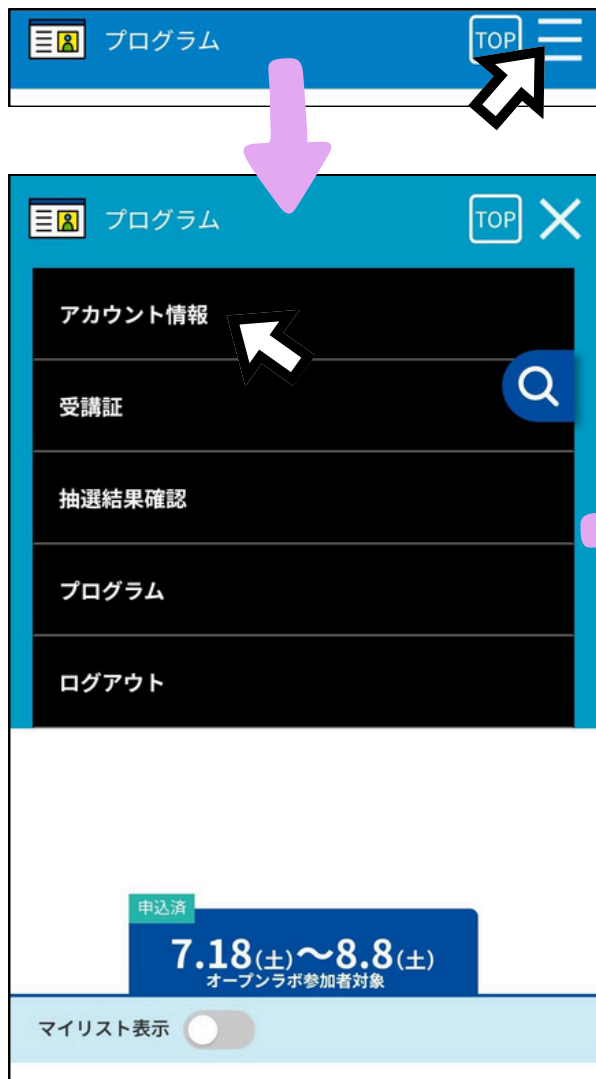 プログラム
TOP
プログラム
TOP
アカウント情報
受講証
抽選結果確認
プログラム
ログアウト
申込済
7.18(土)〜8.8(土)
オープンラボ参加者対象
マイリスト表示